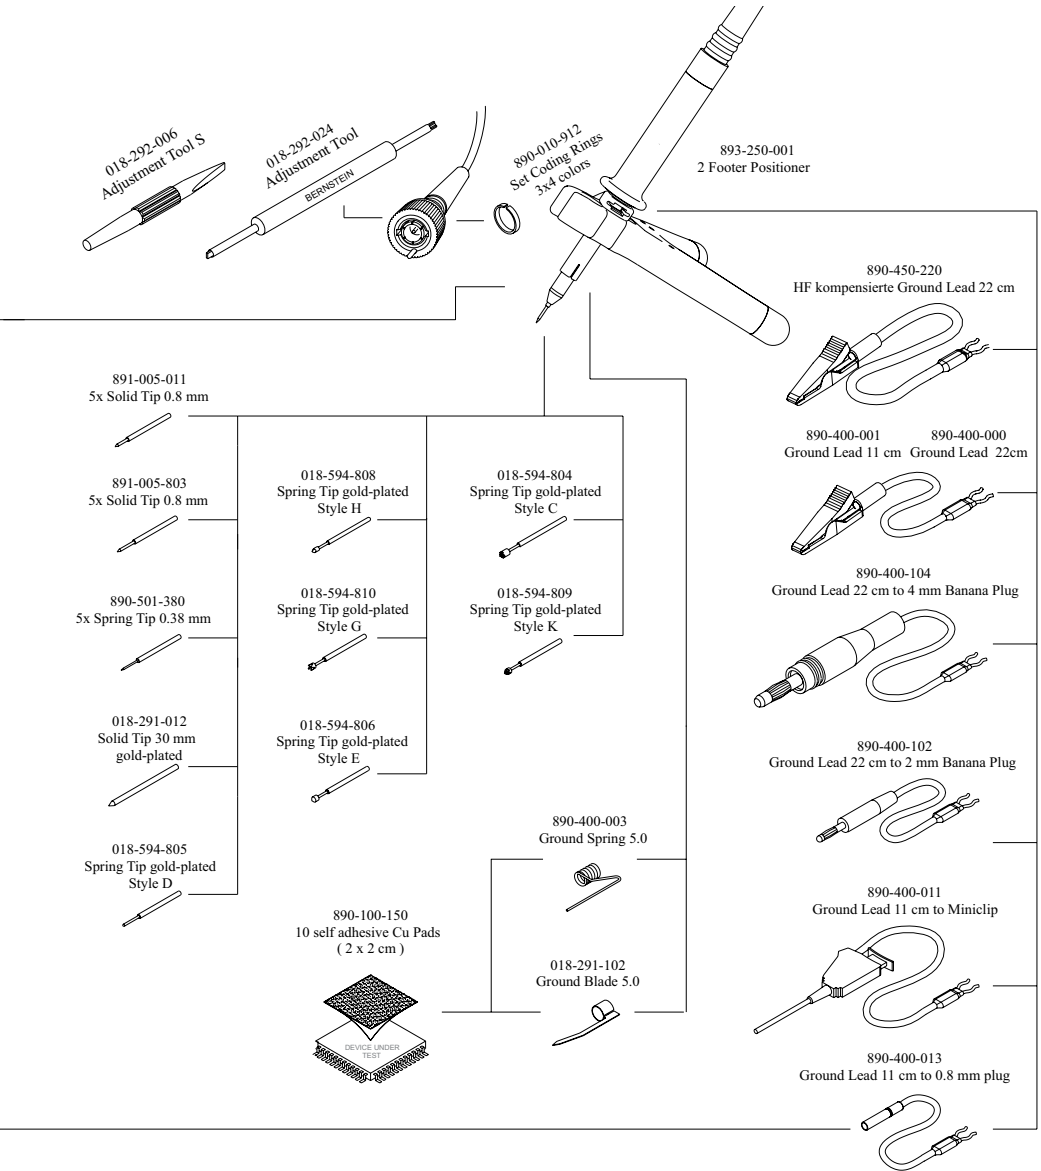 018-292-006
Adjustment Tool S
018-292-024
Adjustment Tool
BERNSTEIN
890-010-912
Set Coding Rings
3x4 colors
893-250-001
2 Footer Positioner
890-450-220
HF kompensierte Ground Lead 22 cm
891-005-011
5x Solid Tip 0.8 mm
890-400-001 890-400-000
Ground Lead 11 cm Ground Lead 22cm
891-005-803
5x Solid Tip 0.8 mm
018-594-808
Spring Tip gold-plated
Style H
018-594-804
Spring Tip gold-plated
Style C
890-400-104
Ground Lead 22 cm to 4 mm Banana Plug
890-501-380
5x Spring Tip 0.38 mm
018-594-810
Spring Tip gold-plated
Style G
018-594-809
Spring Tip gold-plated
Style K
018-291-012
Solid Tip 30 mm
gold-plated
018-594-806
Spring Tip gold-plated
Style E
890-400-102
Ground Lead 22 cm to 2 mm Banana Plug
018-594-805
Spring Tip gold-plated
Style D
890-400-003
Ground Spring 5.0
890-400-011
Ground Lead 11 cm to Miniclip
890-100-150
10 self adhesive Cu Pads
( 2 x 2 cm )
018-291-102
Ground Blade 5.0
DEVICE UNDER
TEST
890-400-013
Ground Lead 11 cm to 0.8 mm plug